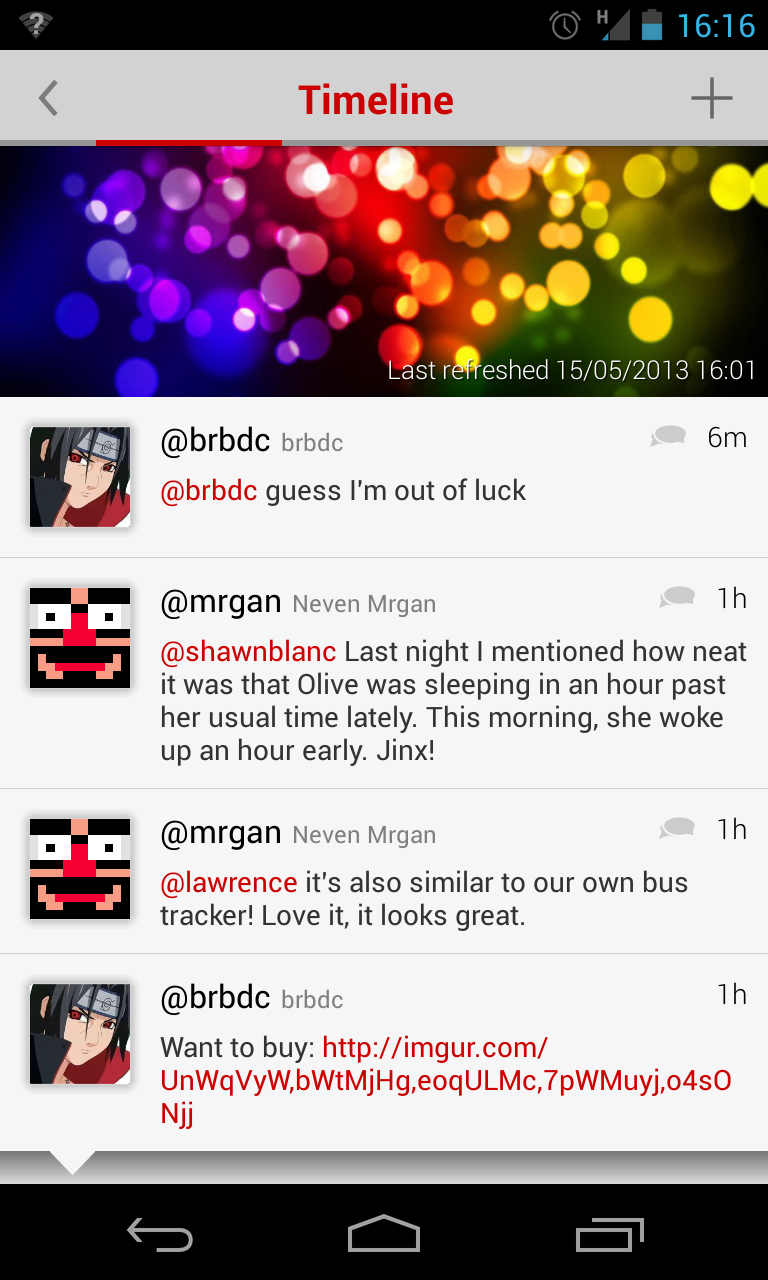 16:16
Timeline
Last refreshed 15/05/2013 16:01
@brbdc brbdc 6m
@brbdc guess I'm out of luck
@mrgan Neven Mrgan 1h
@shawnblanc Last night I mentioned how neat
it was that Olive was sleeping in an hour past
her usual time lately. This morning, she woke
up an hour early. Jinx!
@mrgan Neven Mrgan 1h
@lawrence it's also similar to our own bus
tracker! Love it, it looks great.
@brbdc brbdc 1h
Want to buy: http://imgur.com/
UnWqVyW,bWtMjHg,eoqULMc,7pWMuyj,o4sO
Njj